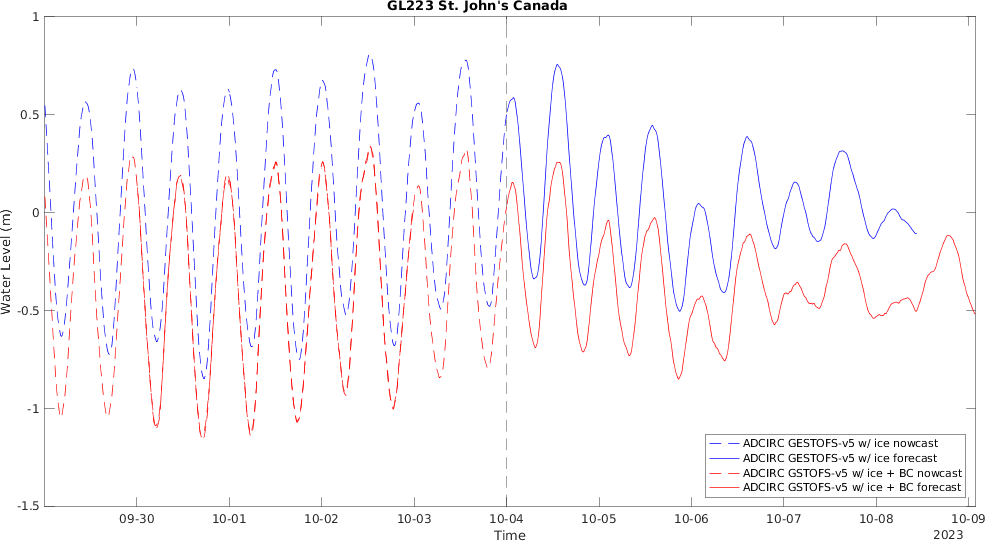 GL223 St. John's Canada
Water Level (m)
1
0.5
0
-0.5
-1
-1.5
ADCIRC GESTOFS-v5 w/ ice nowcast
ADCIRC GESTOFS-v5 w/ ice forecast
ADCIRC GSTOFS-v5 w/ ice + BC nowcast
ADCIRC GSTOFS-v5 w/ ice + BC forecast
09-30 10-01 10-02 10-03 10-04 10-05 10-06 10-07 10-08 10-09
Time
2023